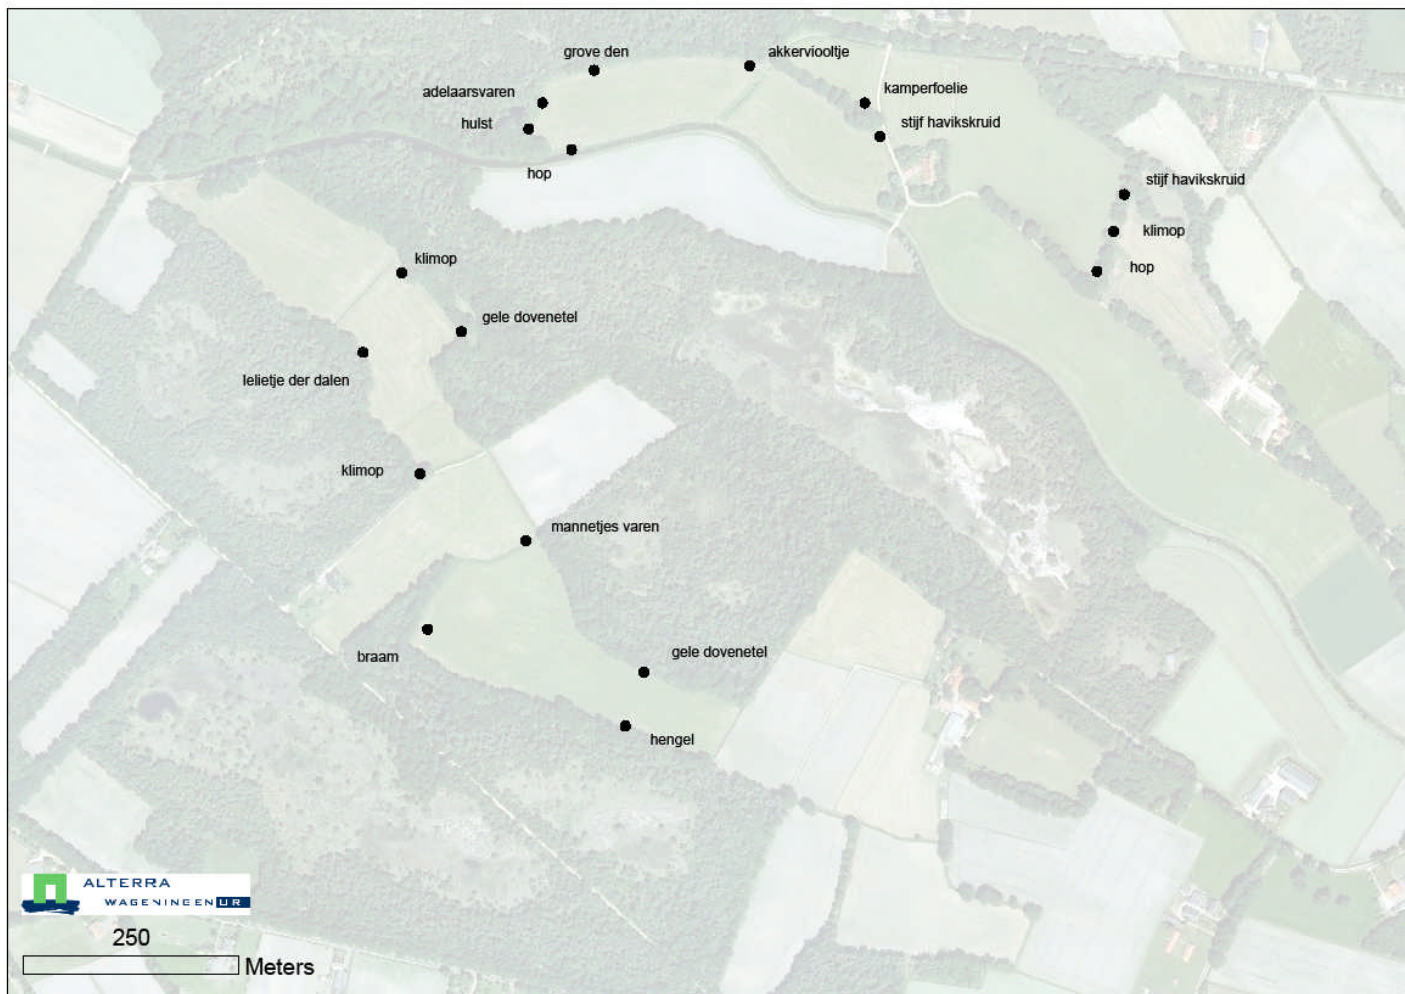 grove den
akkerviooltje
adelaarsvaren
kamperfoelie
hulst
stijf havikskruid
hop
stijf havikskruid
klimop
klimop
hop
gele dovenetel
lelietje der dalen
klimop
mannetjes varen
braam
gele dovenetel
hengel
ALTERRA
WAGENINGEN UR
250
Meters